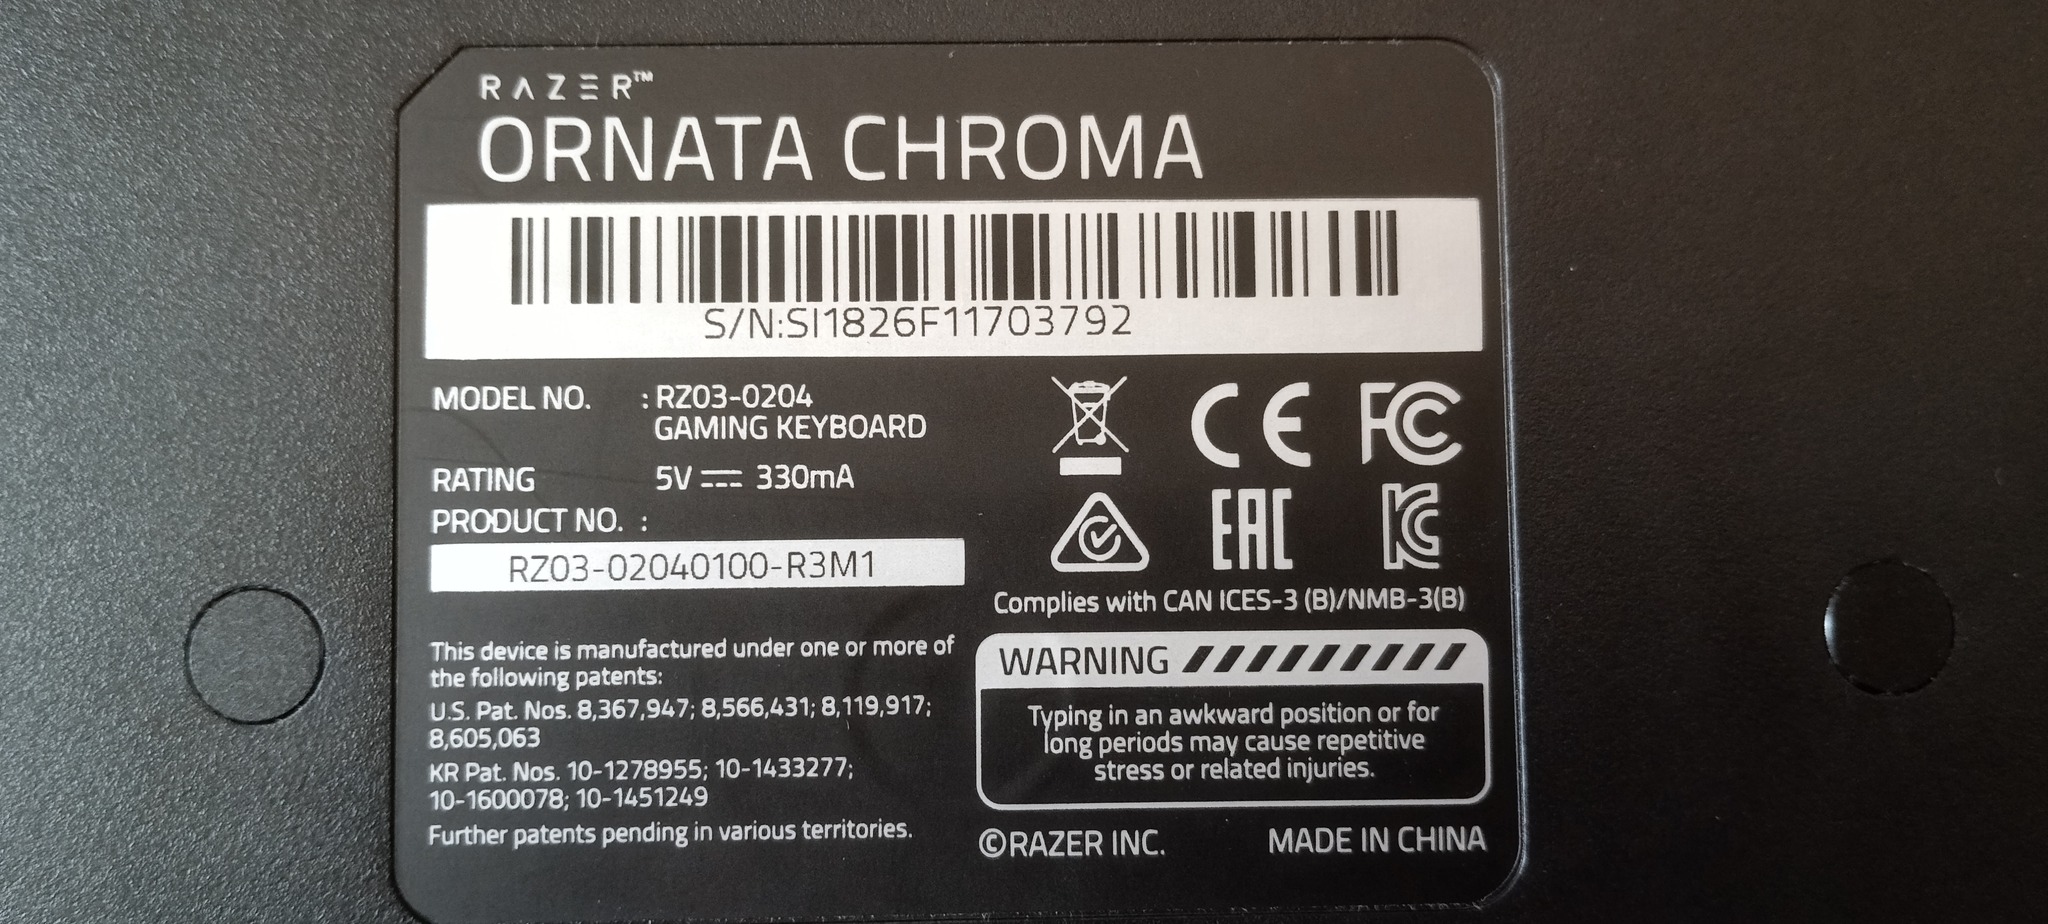 RAZER™
ORNATA CHROMA
S/N:SI1826F11703792
MODEL NO. : RZ03-0204
GAMING KEYBOARD
RATING 5V ⎓ 330mA
PRODUCT NO. :
RZ03-02040100-R3M1
This device is manufactured under one or more of
the following patents:
U.S. Pat. Nos. 8,367,947; 8,566,431; 8,119,917;
8,605,063
KR Pat. Nos. 10-1278955; 10-1433277;
10-1600078; 10-1451249
Further patents pending in various territories.
CE FC
EAC KC
Complies with CAN ICES-3 (B)/NMB-3(B)
WARNING
Typing in an awkward position or for
long periods may cause repetitive
stress or related injuries.
©RAZER INC. MADE IN CHINA